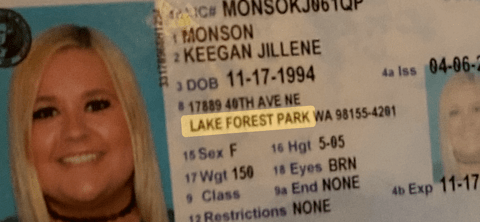 MONSOKJ061QP
1 MONSON
2 KEEGAN JILLENE
3 DOB 11-17-1994
4a Iss 04-06-2
8 17889 40TH AVE NE
LAKE FOREST PARK WA 98155-4201
15 Sex F 16 Hgt 5-05
17 Wgt 150 18 Eyes BRN
9 Class 9a End NONE 4b Exp 11-17
12 Restrictions NONE